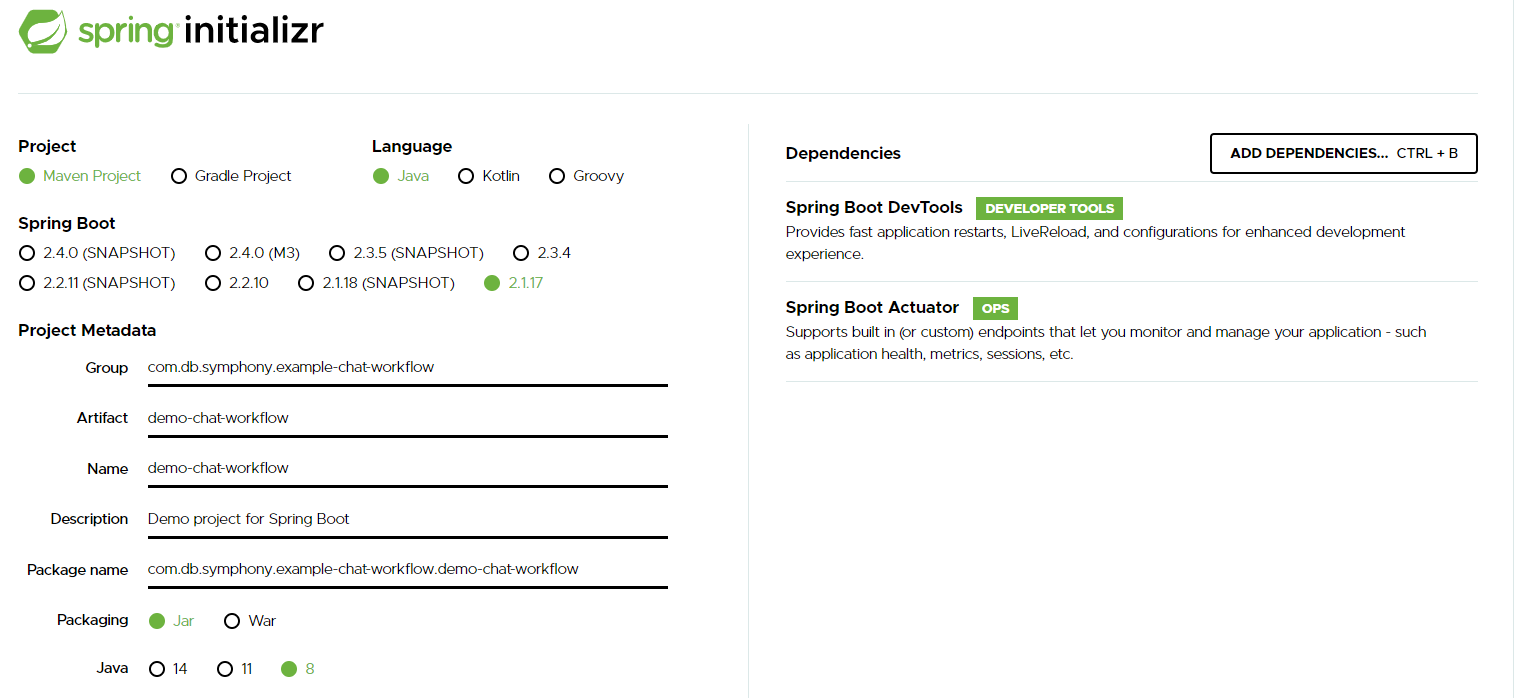 spring initializr
Project
Maven Project Gradle Project
Language
Java Kotlin Groovy
Spring Boot
2.4.0 (SNAPSHOT) 2.4.0 (M3) 2.3.5 (SNAPSHOT) 2.3.4
2.2.11 (SNAPSHOT) 2.2.10 2.1.18 (SNAPSHOT) 2.1.17
Project Metadata
Group com.db.symphony.example-chat-workflow
Artifact demo-chat-workflow
Name demo-chat-workflow
Description Demo project for Spring Boot
Package name com.db.symphony.example-chat-workflow.demo-chat-workflow
Packaging Jar War
Java 14 11 8
Dependencies ADD DEPENDENCIES... CTRL + B
Spring Boot DevTools DEVELOPER TOOLS
Provides fast application restarts, LiveReload, and configurations for enhanced development
experience.
Spring Boot Actuator OPS
Supports built in (or custom) endpoints that let you monitor and manage your application - such
as application health, metrics, sessions, etc.